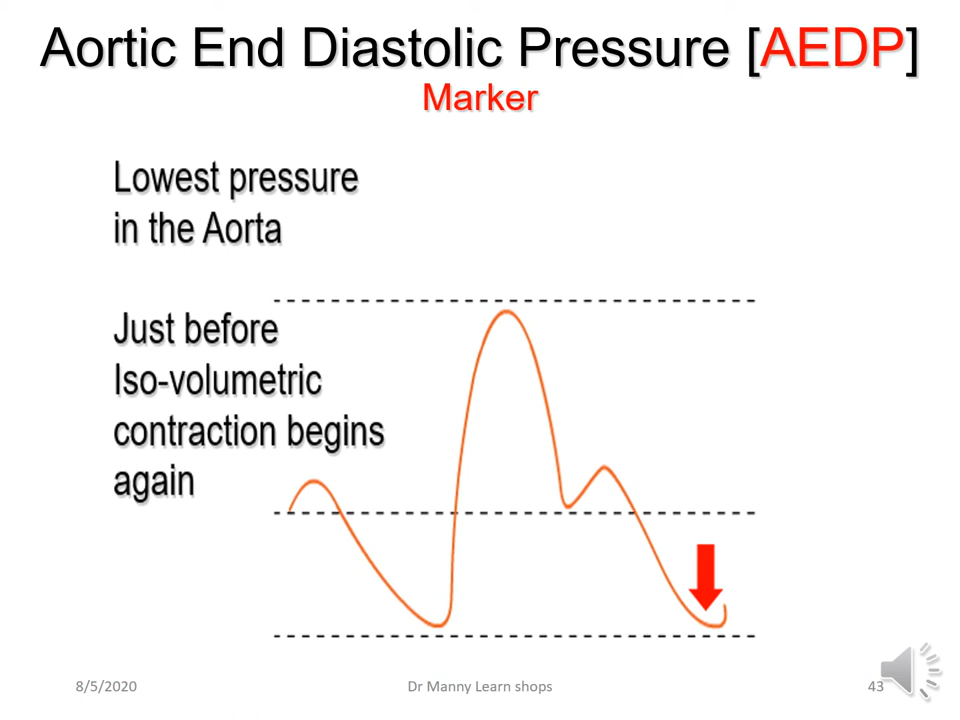 Aortic End Diastolic Pressure [AEDP]
Marker
Lowest pressure
in the Aorta
Just before
Iso-volumetric
contraction begins
again
8/5/2020
Dr Manny Learn shops
43